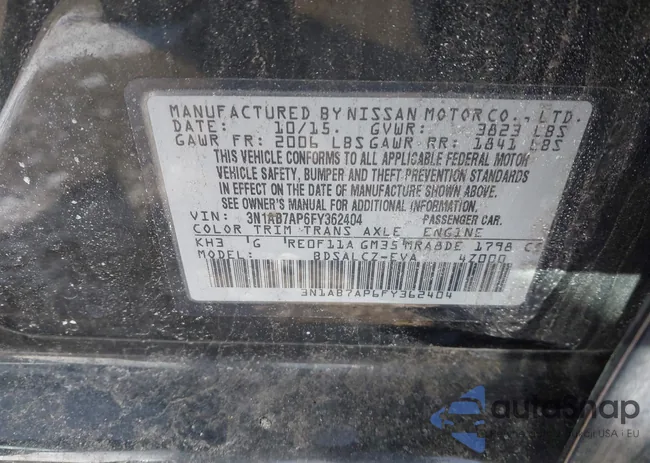 MANUFACTURED BY NISSAN MOTOR CO., LTD.
DATE: 10/15. GVWR: 3823 LBS
GAWR FR: 2006 LBS GAWR RR: 1841 LBS
THIS VEHICLE CONFORMS TO ALL APPLICABLE FEDERAL MOTOR
VEHICLE SAFETY, BUMPER AND THEFT PREVENTION STANDARDS
IN EFFECT ON THE DATE OF MANUFACTURE SHOWN ABOVE.
SEE OWNER'S MANUAL FOR ADDITIONAL INFORMATION.
VIN: 3N1AB7AP6FY362404 PASSENGER CAR.
COLOR TRIM TRANS AXLE ENGINE
KH3 G RE0F11A GM35 MRA8DE 1798 CC
MODEL: BDSALCZ-EVA 4Z000
3N1AB7AP6FY362404
autosnap
USA • EU